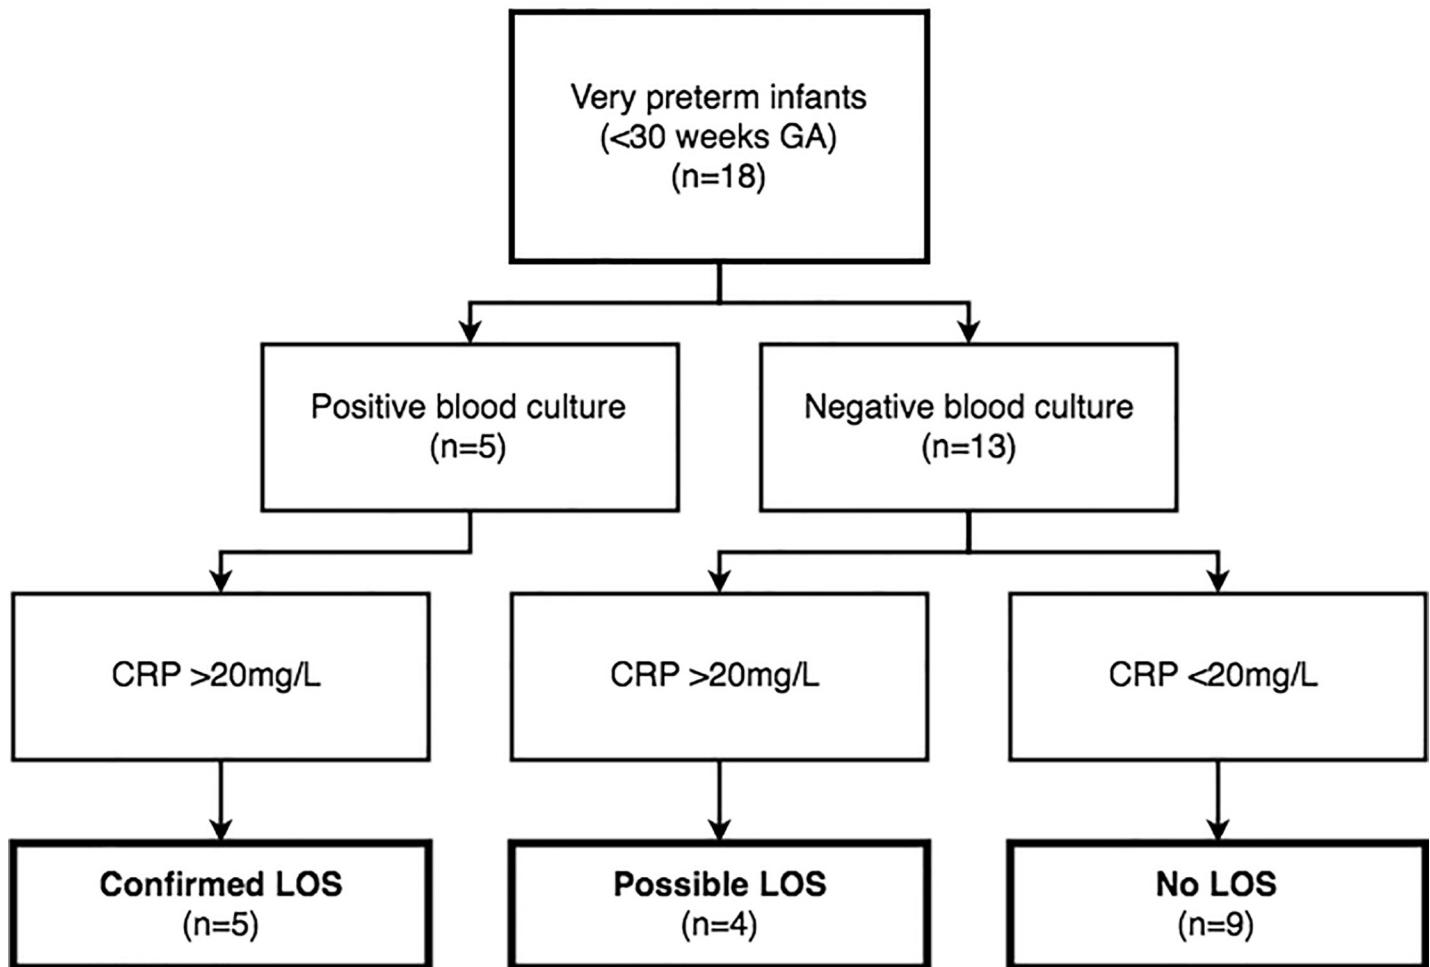 Very preterm infants
(<30 weeks GA)
(n=18)
Positive blood culture
(n=5)
Negative blood culture
(n=13)
CRP >20mg/L
CRP >20mg/L
CRP <20mg/L
Confirmed LOS
(n=5)
Possible LOS
(n=4)
No LOS
(n=9)